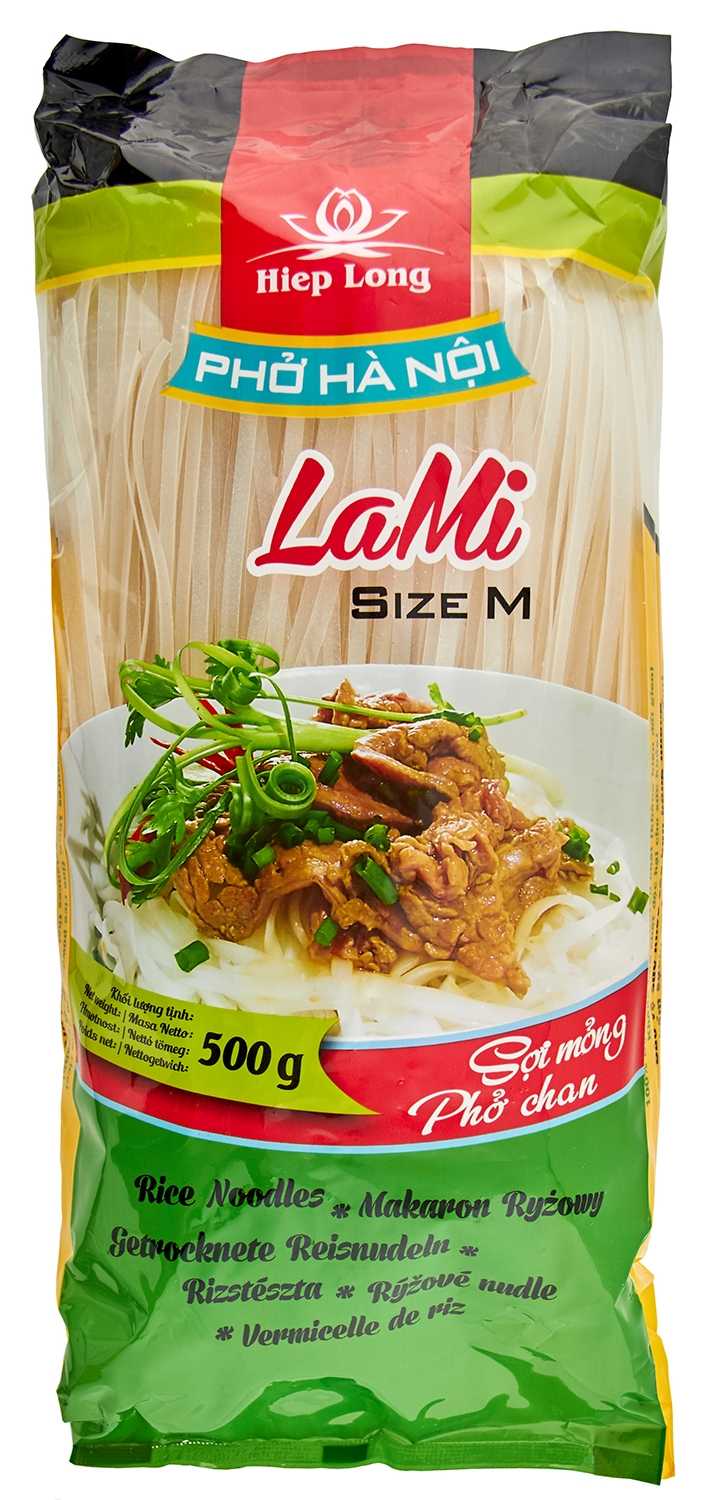 Hiep Long
PHỞ HÀ NỘI
LaMi
SIZE M
Khối lượng tịnh:
Net weight: | Masa Netto:
Hmotnost: | Nettó tömeg:
Poids net: | Nettogetwich:
500 g
Sợi mỏng
Phở chan
Rice Noodles * Makaron Ryżowy
Getrocknete Reisnudeln *
Rizstészta * Rýžové nudle
* Vermicelle de riz